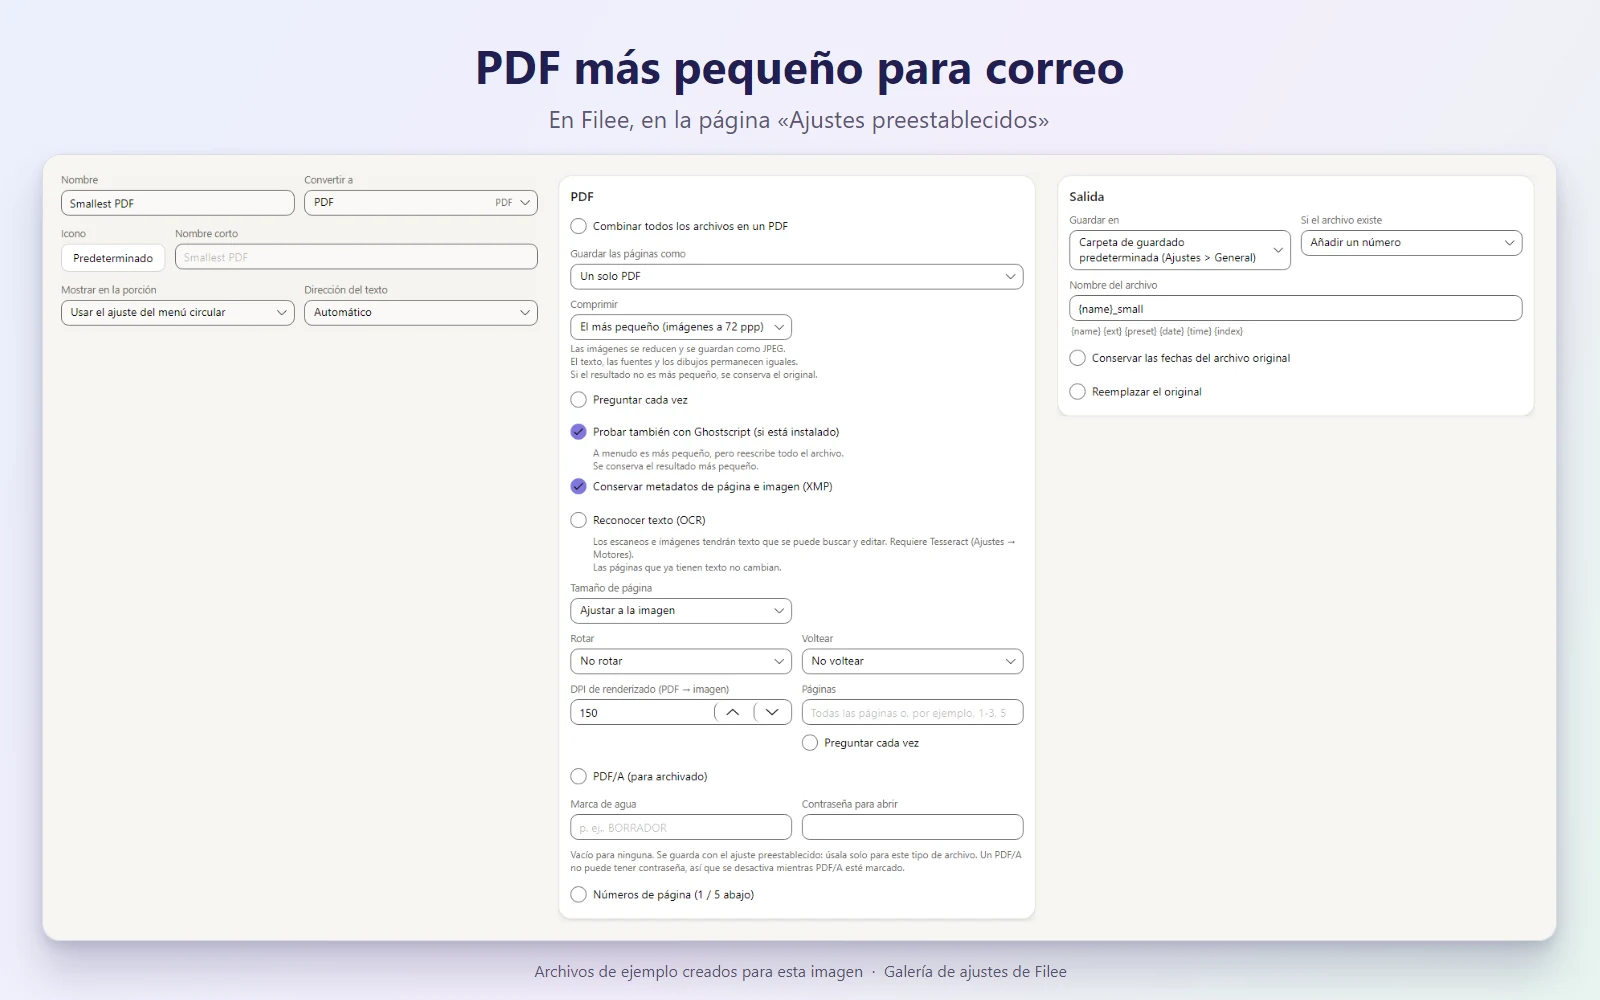 PDF más pequeño para correo
En Filee, en la página «Ajustes preestablecidos»
Nombre
Smallest PDF
Convertir a
PDF PDF
Icono
Predeterminado
Nombre corto
Smallest PDF
Mostrar en la porción
Usar el ajuste del menú circular
Dirección del texto
Automático
PDF
Combinar todos los archivos en un PDF
Guardar las páginas como
Un solo PDF
Comprimir
El más pequeño (imágenes a 72 ppp)
Las imágenes se reducen y se guardan como JPEG.
El texto, las fuentes y los dibujos permanecen iguales.
Si el resultado no es más pequeño, se conserva el original.
Preguntar cada vez
Probar también con Ghostscript (si está instalado)
A menudo es más pequeño, pero reescribe todo el archivo.
Se conserva el resultado más pequeño.
Conservar metadatos de página e imagen (XMP)
Reconocer texto (OCR)
Los escaneos e imágenes tendrán texto que se puede buscar y editar. Requiere Tesseract (Ajustes →
Motores).
Las páginas que ya tienen texto no cambian.
Tamaño de página
Ajustar a la imagen
Rotar
No rotar
Voltear
No voltear
DPI de renderizado (PDF → imagen)
150
Páginas
Todas las páginas o, por ejemplo, 1-3, 5
Preguntar cada vez
PDF/A (para archivado)
Marca de agua
p. ej., BORRADOR
Contraseña para abrir
Vacío para ninguna. Se guarda con el ajuste preestablecido: úsala solo para este tipo de archivo. Un PDF/A
no puede tener contraseña, así que se desactiva mientras PDF/A esté marcado.
Números de página (1 / 5 abajo)
Salida
Guardar en
Carpeta de guardado
predeterminada (Ajustes > General)
Si el archivo existe
Añadir un número
Nombre del archivo
{name}_small
{name} {ext} {preset} {date} {time} {index}
Conservar las fechas del archivo original
Reemplazar el original
Archivos de ejemplo creados para esta imagen · Galería de ajustes de Filee